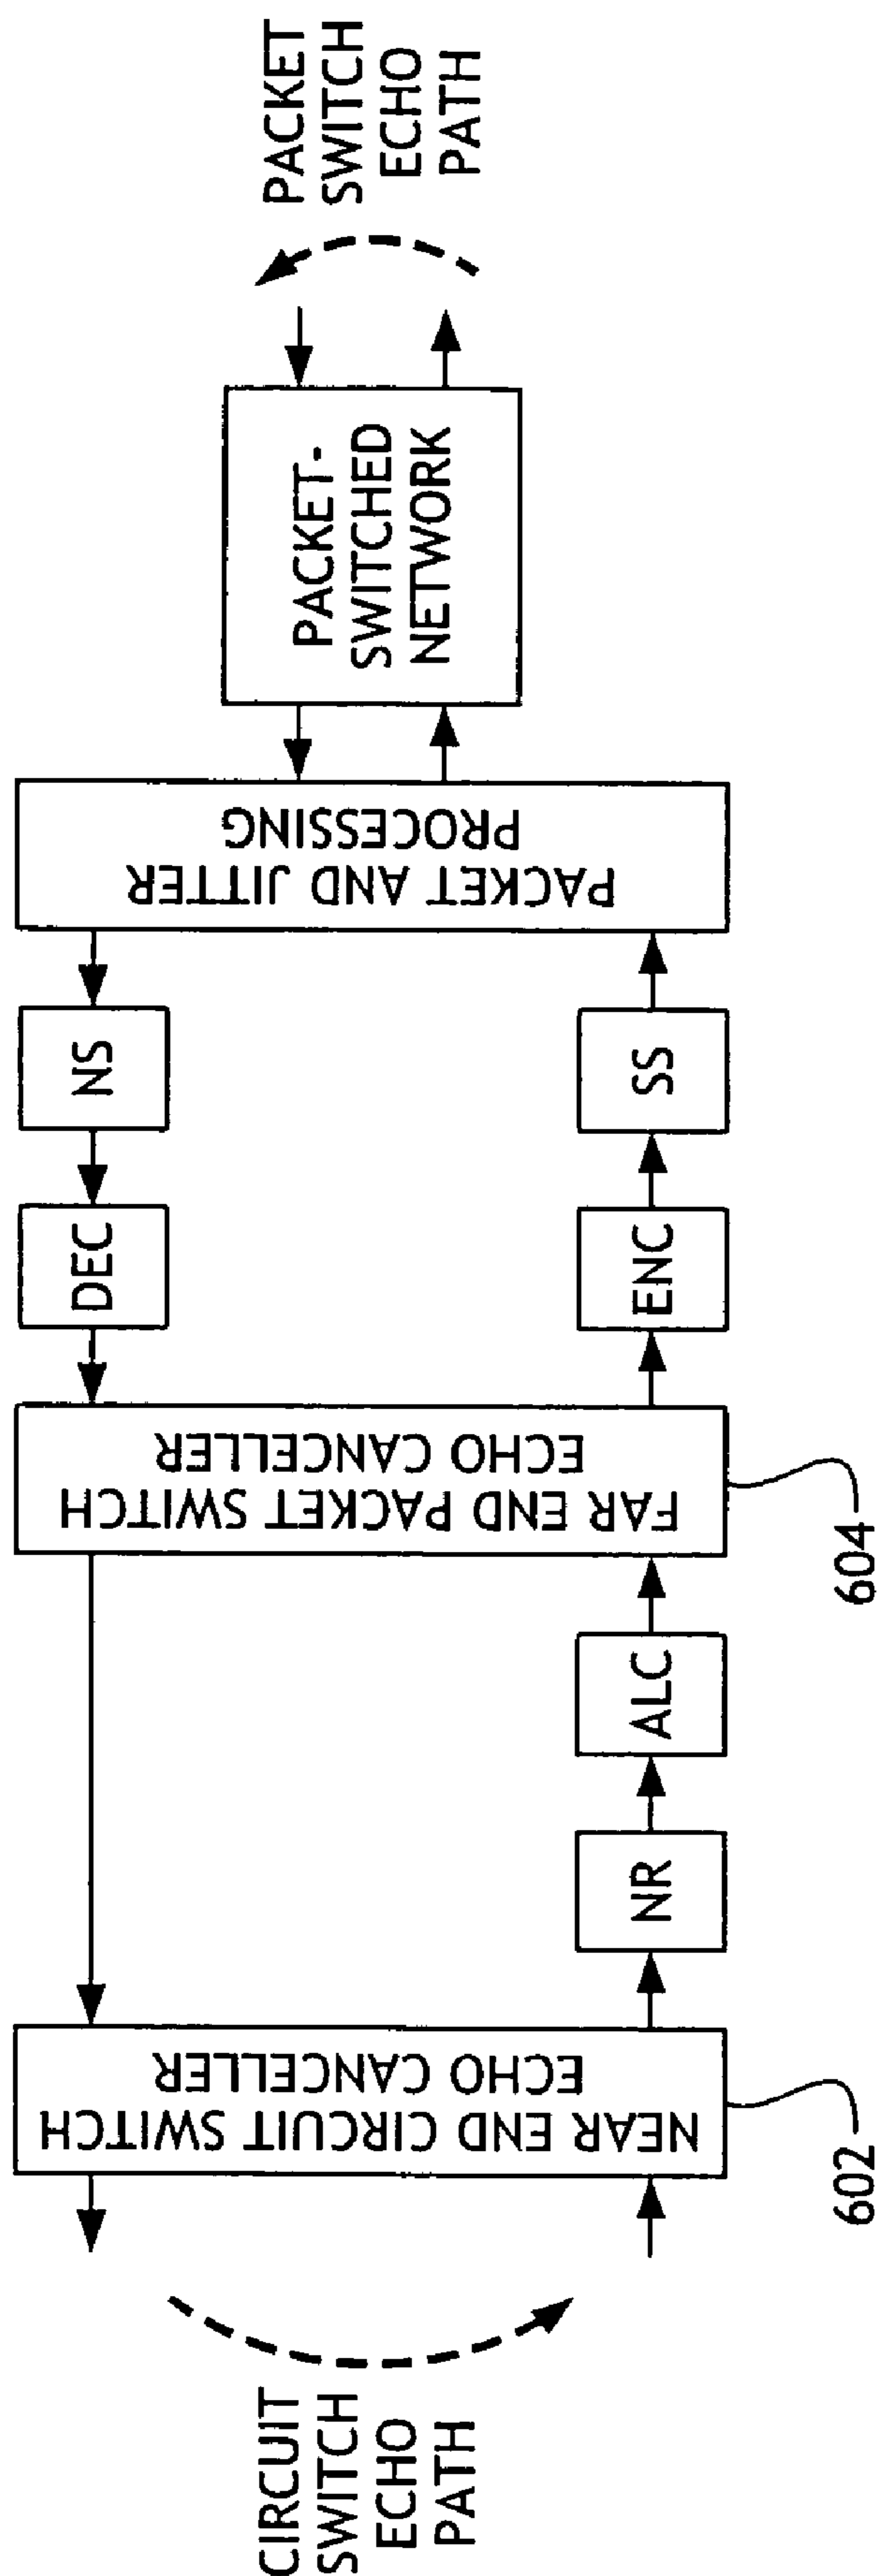 CIRCUIT
SWITCH
ECHO
PATH
NEAR END CIRCUIT SWITCH
ECHO CANCELLER
602
NR
ALC
FAR END PACKET SWITCH
ECHO CANCELLER
604
DEC
NS
ENC
SS
PACKET AND JITTER
PROCESSING
PACKET-
SWITCHED
NETWORK
PACKET
SWITCH
ECHO
PATH